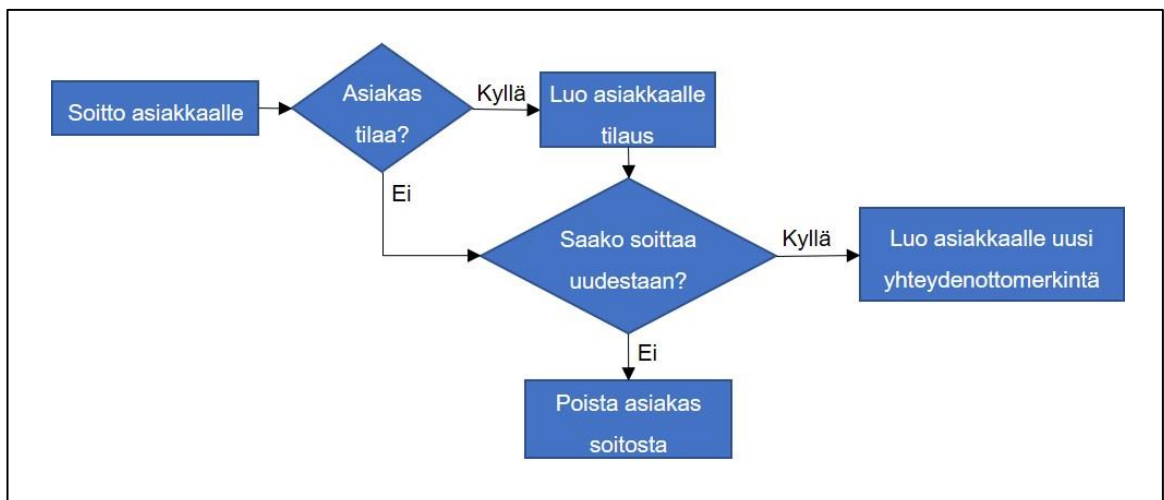 Soitto asiakkaalle
Asiakas
tilaa?
Kyllä
Luo asiakkaalle
tilaus
Ei
Saako soittaa
uudestaan?
Kyllä
Luo asiakkaalle uusi
yhteydenottomerkintä
Ei
Poista asiakas
soitosta